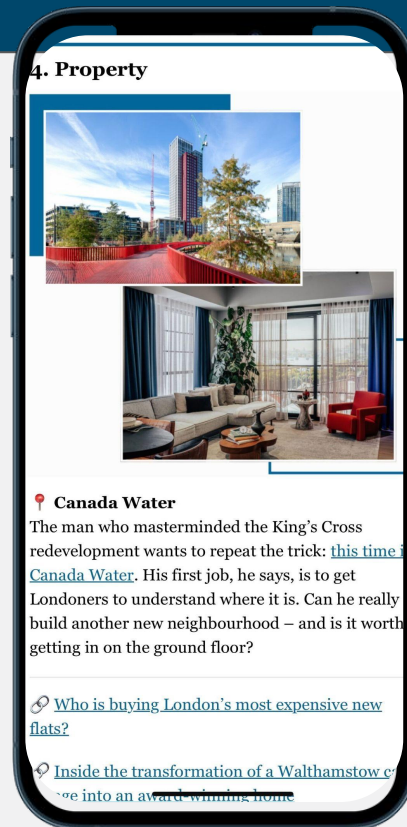 4. Property
Canada Water
The man who masterminded the King's Cross
redevelopment wants to repeat the trick: this time
Canada Water. His first job, he says, is to get
Londoners to understand where it is. Can he really
build another new neighbourhood – and is it worth
getting in on the ground floor?
Who is buying London's most expensive new
flats?
Inside the transformation of a Walthamstow
into an award-winning home